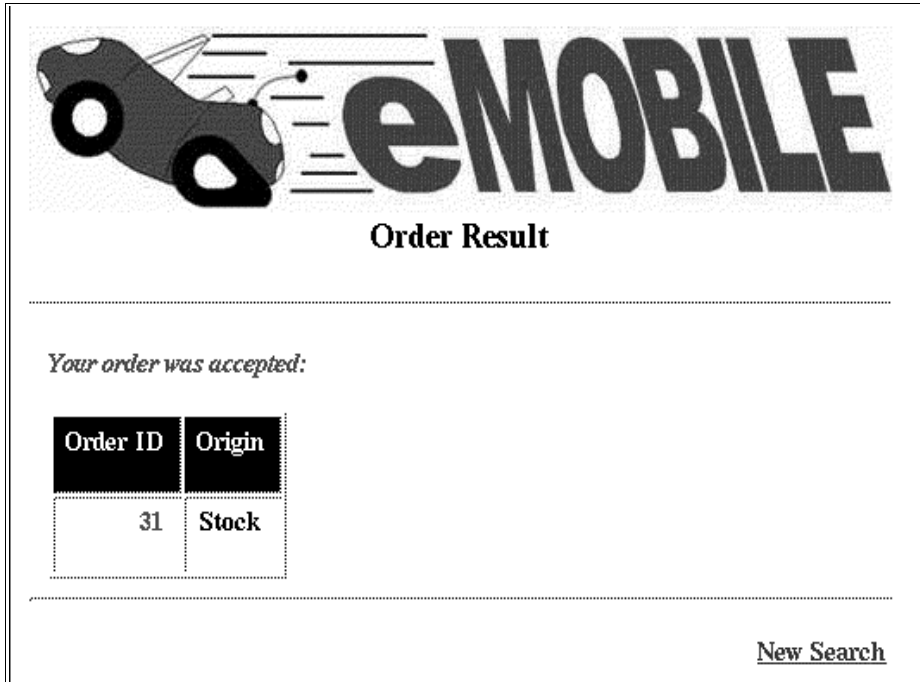 eMOBILE
Order Result
Your order was accepted:
Order ID Origin
31 Stock
New Search